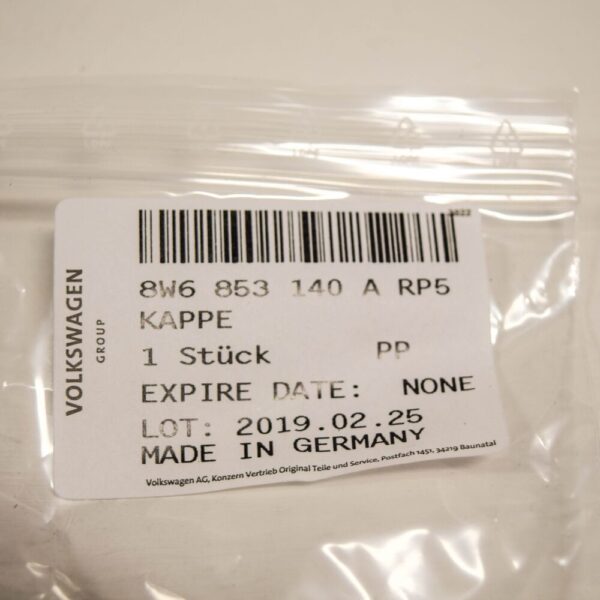 3622
8W6 853 140 A RP5
KAPPE
1 Stück PP
EXPIRE DATE: NONE
LOT: 2019.02.25
MADE IN GERMANY
Volkswagen AG, Konzern Vertrieb Original Teile und Service, Postfach 1451, 34219 Baunatal
VOLKSWAGEN
GROUP